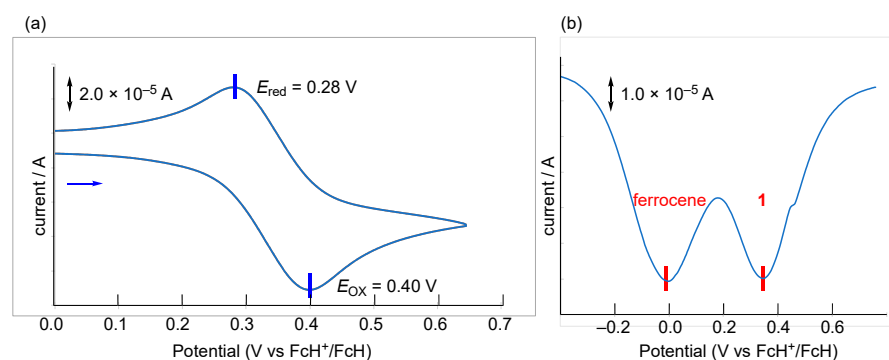 (a)
2.0 × 10–5 A
Ered = 0.28 V
EOX = 0.40 V
current / A
0.0 0.1 0.2 0.3 0.4 0.5 0.6 0.7
Potential (V vs FcH+/FcH)
(b)
1.0 × 10–5 A
ferrocene 1
current / A
–0.2 0.0 0.2 0.4 0.6
Potential (V vs FcH+/FcH)